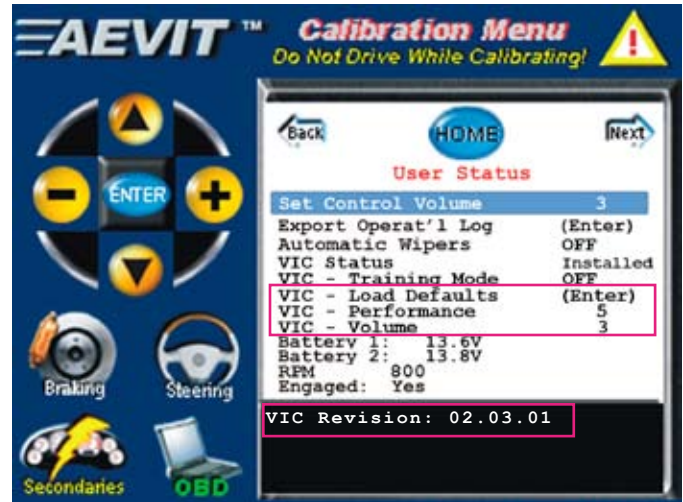 AEVIT ™
Calibration Menu
Do Not Drive While Calibrating!
!
Back
HOME
Next
User Status
ENTER
Set Control Volume 3
Export Operat'l Log (Enter)
Automatic Wipers OFF
VIC Status Installed
VIC - Training Mode OFF
VIC - Load Defaults (Enter)
VIC - Performance 5
VIC - Volume 3
Battery 1: 13.6V
Battery 2: 13.8V
RPM 800
Engaged: Yes
VIC Revision: 02.03.01
Braking
Steering
Secondaries
OBD